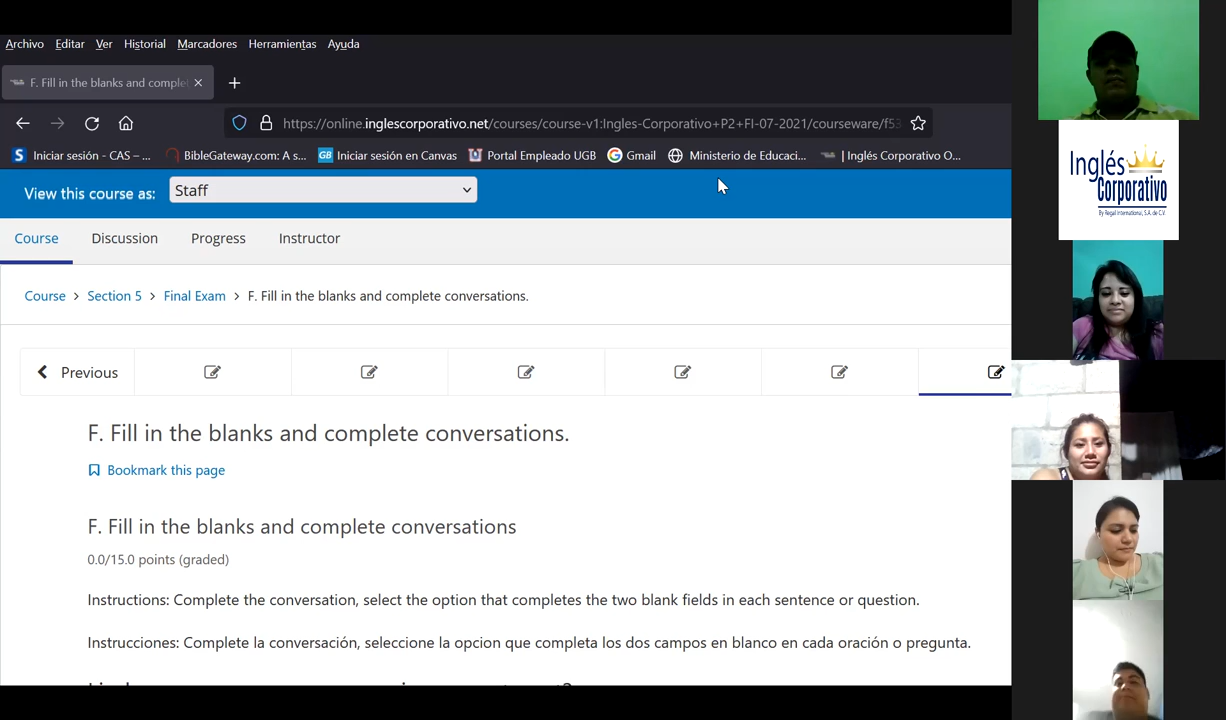 Archivo Editar Ver Historial Marcadores Herramientas Ayuda
F. Fill in the blanks and comple
https://online.inglescorporativo.net/courses/course-v1:Ingles-Corporativo+P2+FI-07-2021/courseware/f53
Iniciar sesión - CAS – ... BibleGateway.com: A s... GB Iniciar sesión en Canvas Portal Empleado UGB Gmail Ministerio de Educaci... | Inglés Corporativo O...
View this course as: Staff
Course Discussion Progress Instructor
Course > Section 5 > Final Exam > F. Fill in the blanks and complete conversations.
Previous
F. Fill in the blanks and complete conversations.
Bookmark this page
F. Fill in the blanks and complete conversations
0.0/15.0 points (graded)
Instructions: Complete the conversation, select the option that completes the two blank fields in each sentence or question.
Instrucciones: Complete la conversación, seleccione la opcion que completa los dos campos en blanco en cada oración o pregunta.
Inglés
Corporativo
By Regal International, S.A. de C.V.